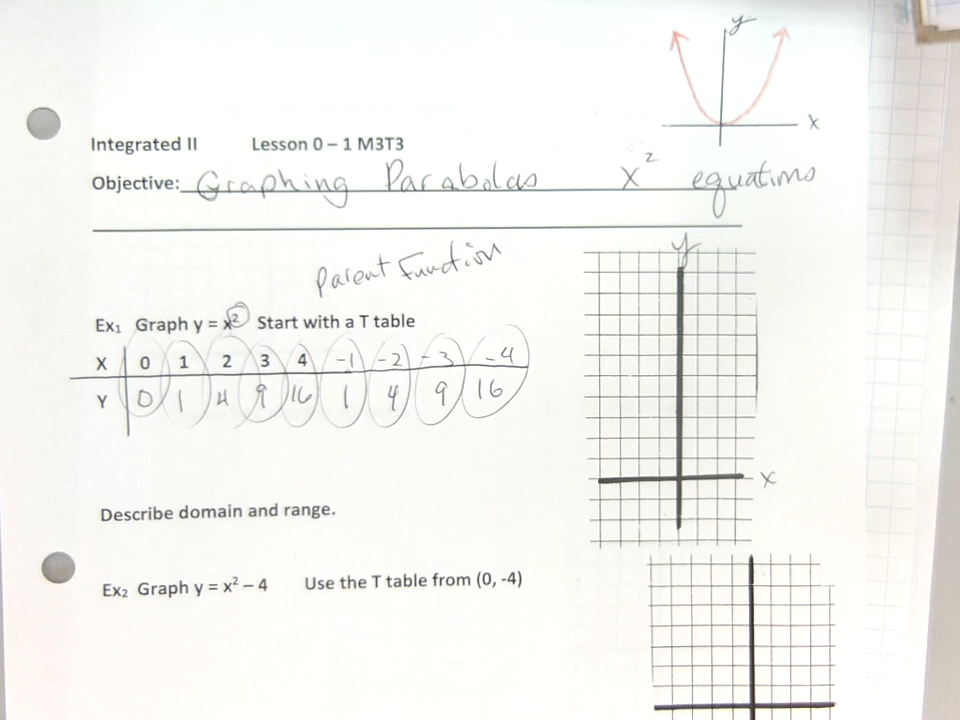 y
x
Integrated II Lesson 0 – 1 M3T3
Objective: Graphing Parabolas x² equations
Parent Function
y
Ex₁ Graph y = x² Start with a T table
X 0 1 2 3 4 -1 -2 -3 -4
Y 0 1 4 9 16 1 4 9 16
x
Describe domain and range.
Ex₂ Graph y = x² – 4 Use the T table from (0, -4)